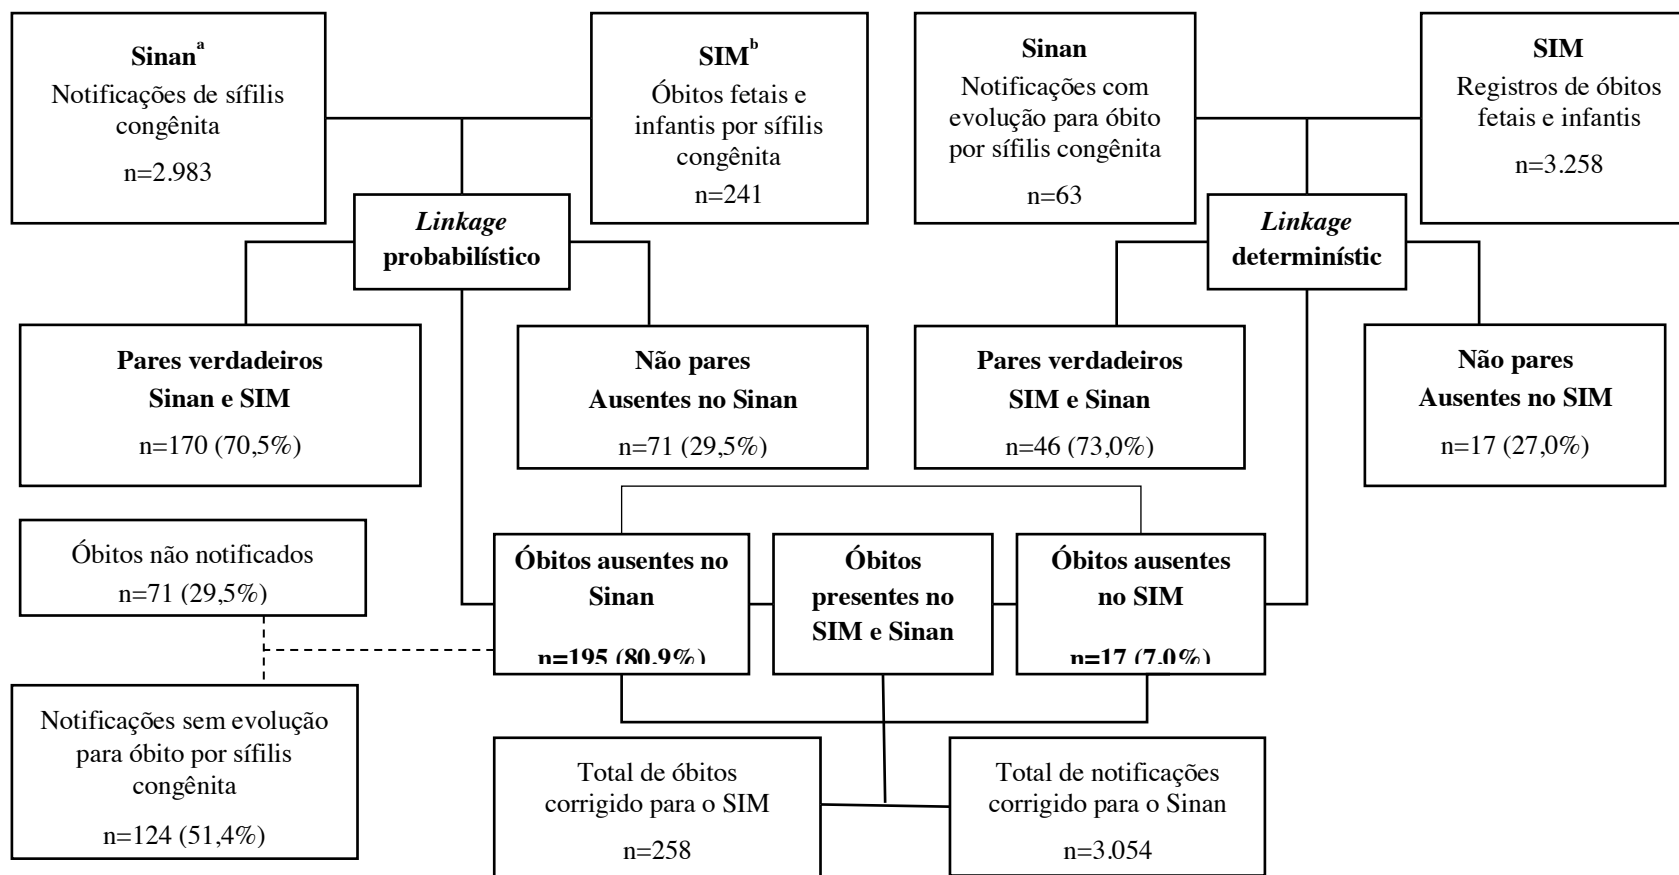 Sinanᵃ
Notificações de sífilis
congênita
n=2.983
SIMᵇ
Óbitos fetais e
infantis por sífilis
congênita
n=241
Sinan
Notificações com
evolução para óbito
por sífilis congênita
n=63
SIM
Registros de óbitos
fetais e infantis
n=3.258
Linkage
probabilístico
Linkage
determinístic
Pares verdadeiros
Sinan e SIM
n=170 (70,5%)
Não pares
Ausentes no Sinan
n=71 (29,5%)
Pares verdadeiros
SIM e Sinan
n=46 (73,0%)
Não pares
Ausentes no SIM
n=17 (27,0%)
Óbitos não notificados
n=71 (29,5%)
Óbitos ausentes no
Sinan
n=195 (80,9%)
Óbitos
presentes no
SIM e Sinan
Óbitos ausentes
no SIM
n=17 (7,0%)
Notificações sem evolução
para óbito por sífilis
congênita
n=124 (51,4%)
Total de óbitos
corrigido para o SIM
n=258
Total de notificações
corrigido para o Sinan
n=3.054